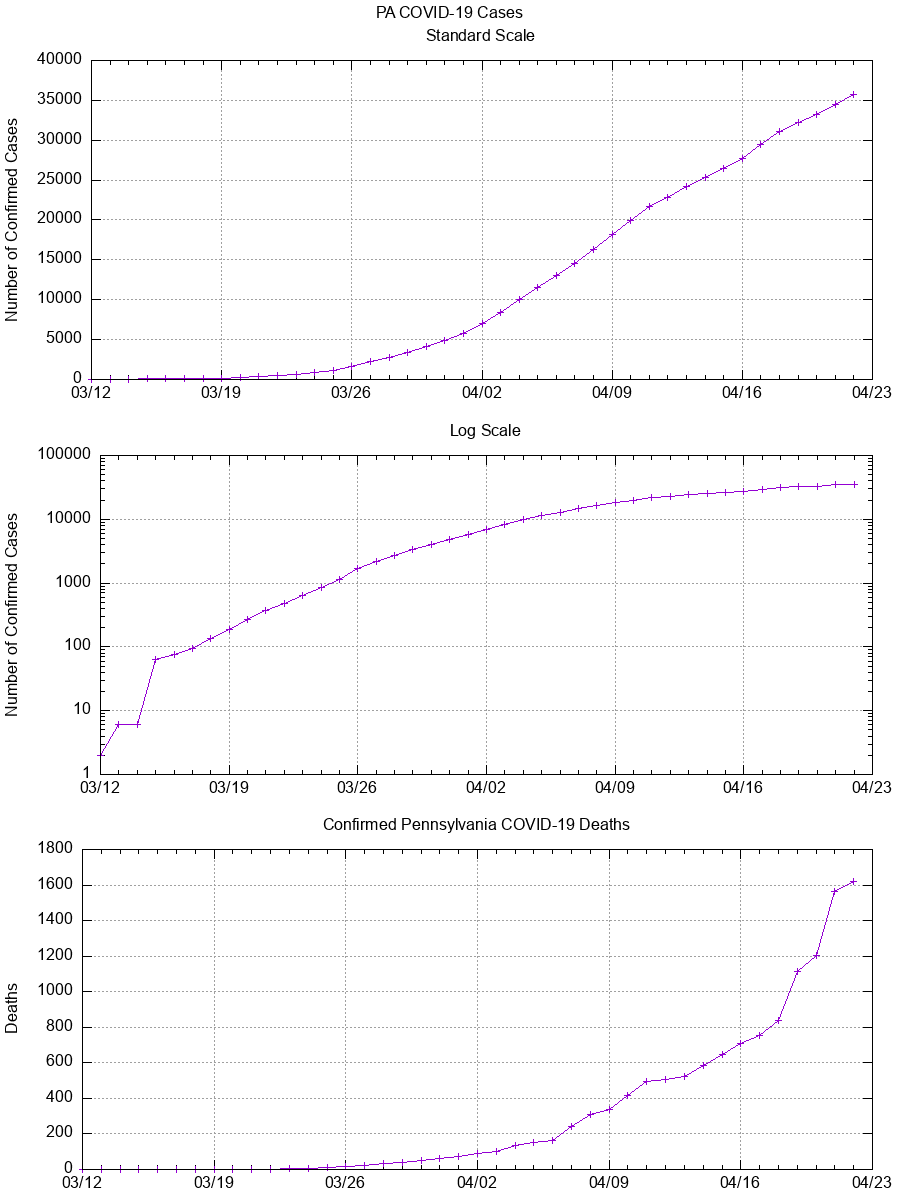 PA COVID-19 Cases
Standard Scale
Number of Confirmed Cases
40000
35000
30000
25000
20000
15000
10000
5000
0
03/12 03/19 03/26 04/02 04/09 04/16 04/23
Log Scale
Number of Confirmed Cases
100000
10000
1000
100
10
1
03/12 03/19 03/26 04/02 04/09 04/16 04/23
Confirmed Pennsylvania COVID-19 Deaths
Deaths
1800
1600
1400
1200
1000
800
600
400
200
0
03/12 03/19 03/26 04/02 04/09 04/16 04/23